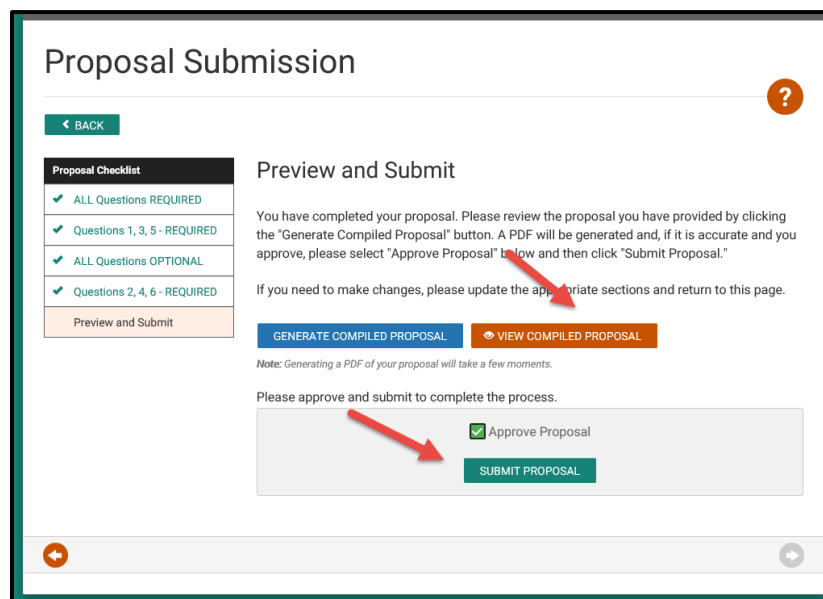 Proposal Submission
?
BACK
Proposal Checklist
ALL Questions REQUIRED
Questions 1, 3, 5 - REQUIRED
ALL Questions OPTIONAL
Questions 2, 4, 6 - REQUIRED
Preview and Submit
Preview and Submit
You have completed your proposal. Please review the proposal you have provided by clicking
the "Generate Compiled Proposal" button. A PDF will be generated and, if it is accurate and you
approve, please select "Approve Proposal" below and then click "Submit Proposal."
If you need to make changes, please update the appropriate sections and return to this page.
GENERATE COMPILED PROPOSAL
VIEW COMPILED PROPOSAL
Note: Generating a PDF of your proposal will take a few moments.
Please approve and submit to complete the process.
Approve Proposal
SUBMIT PROPOSAL